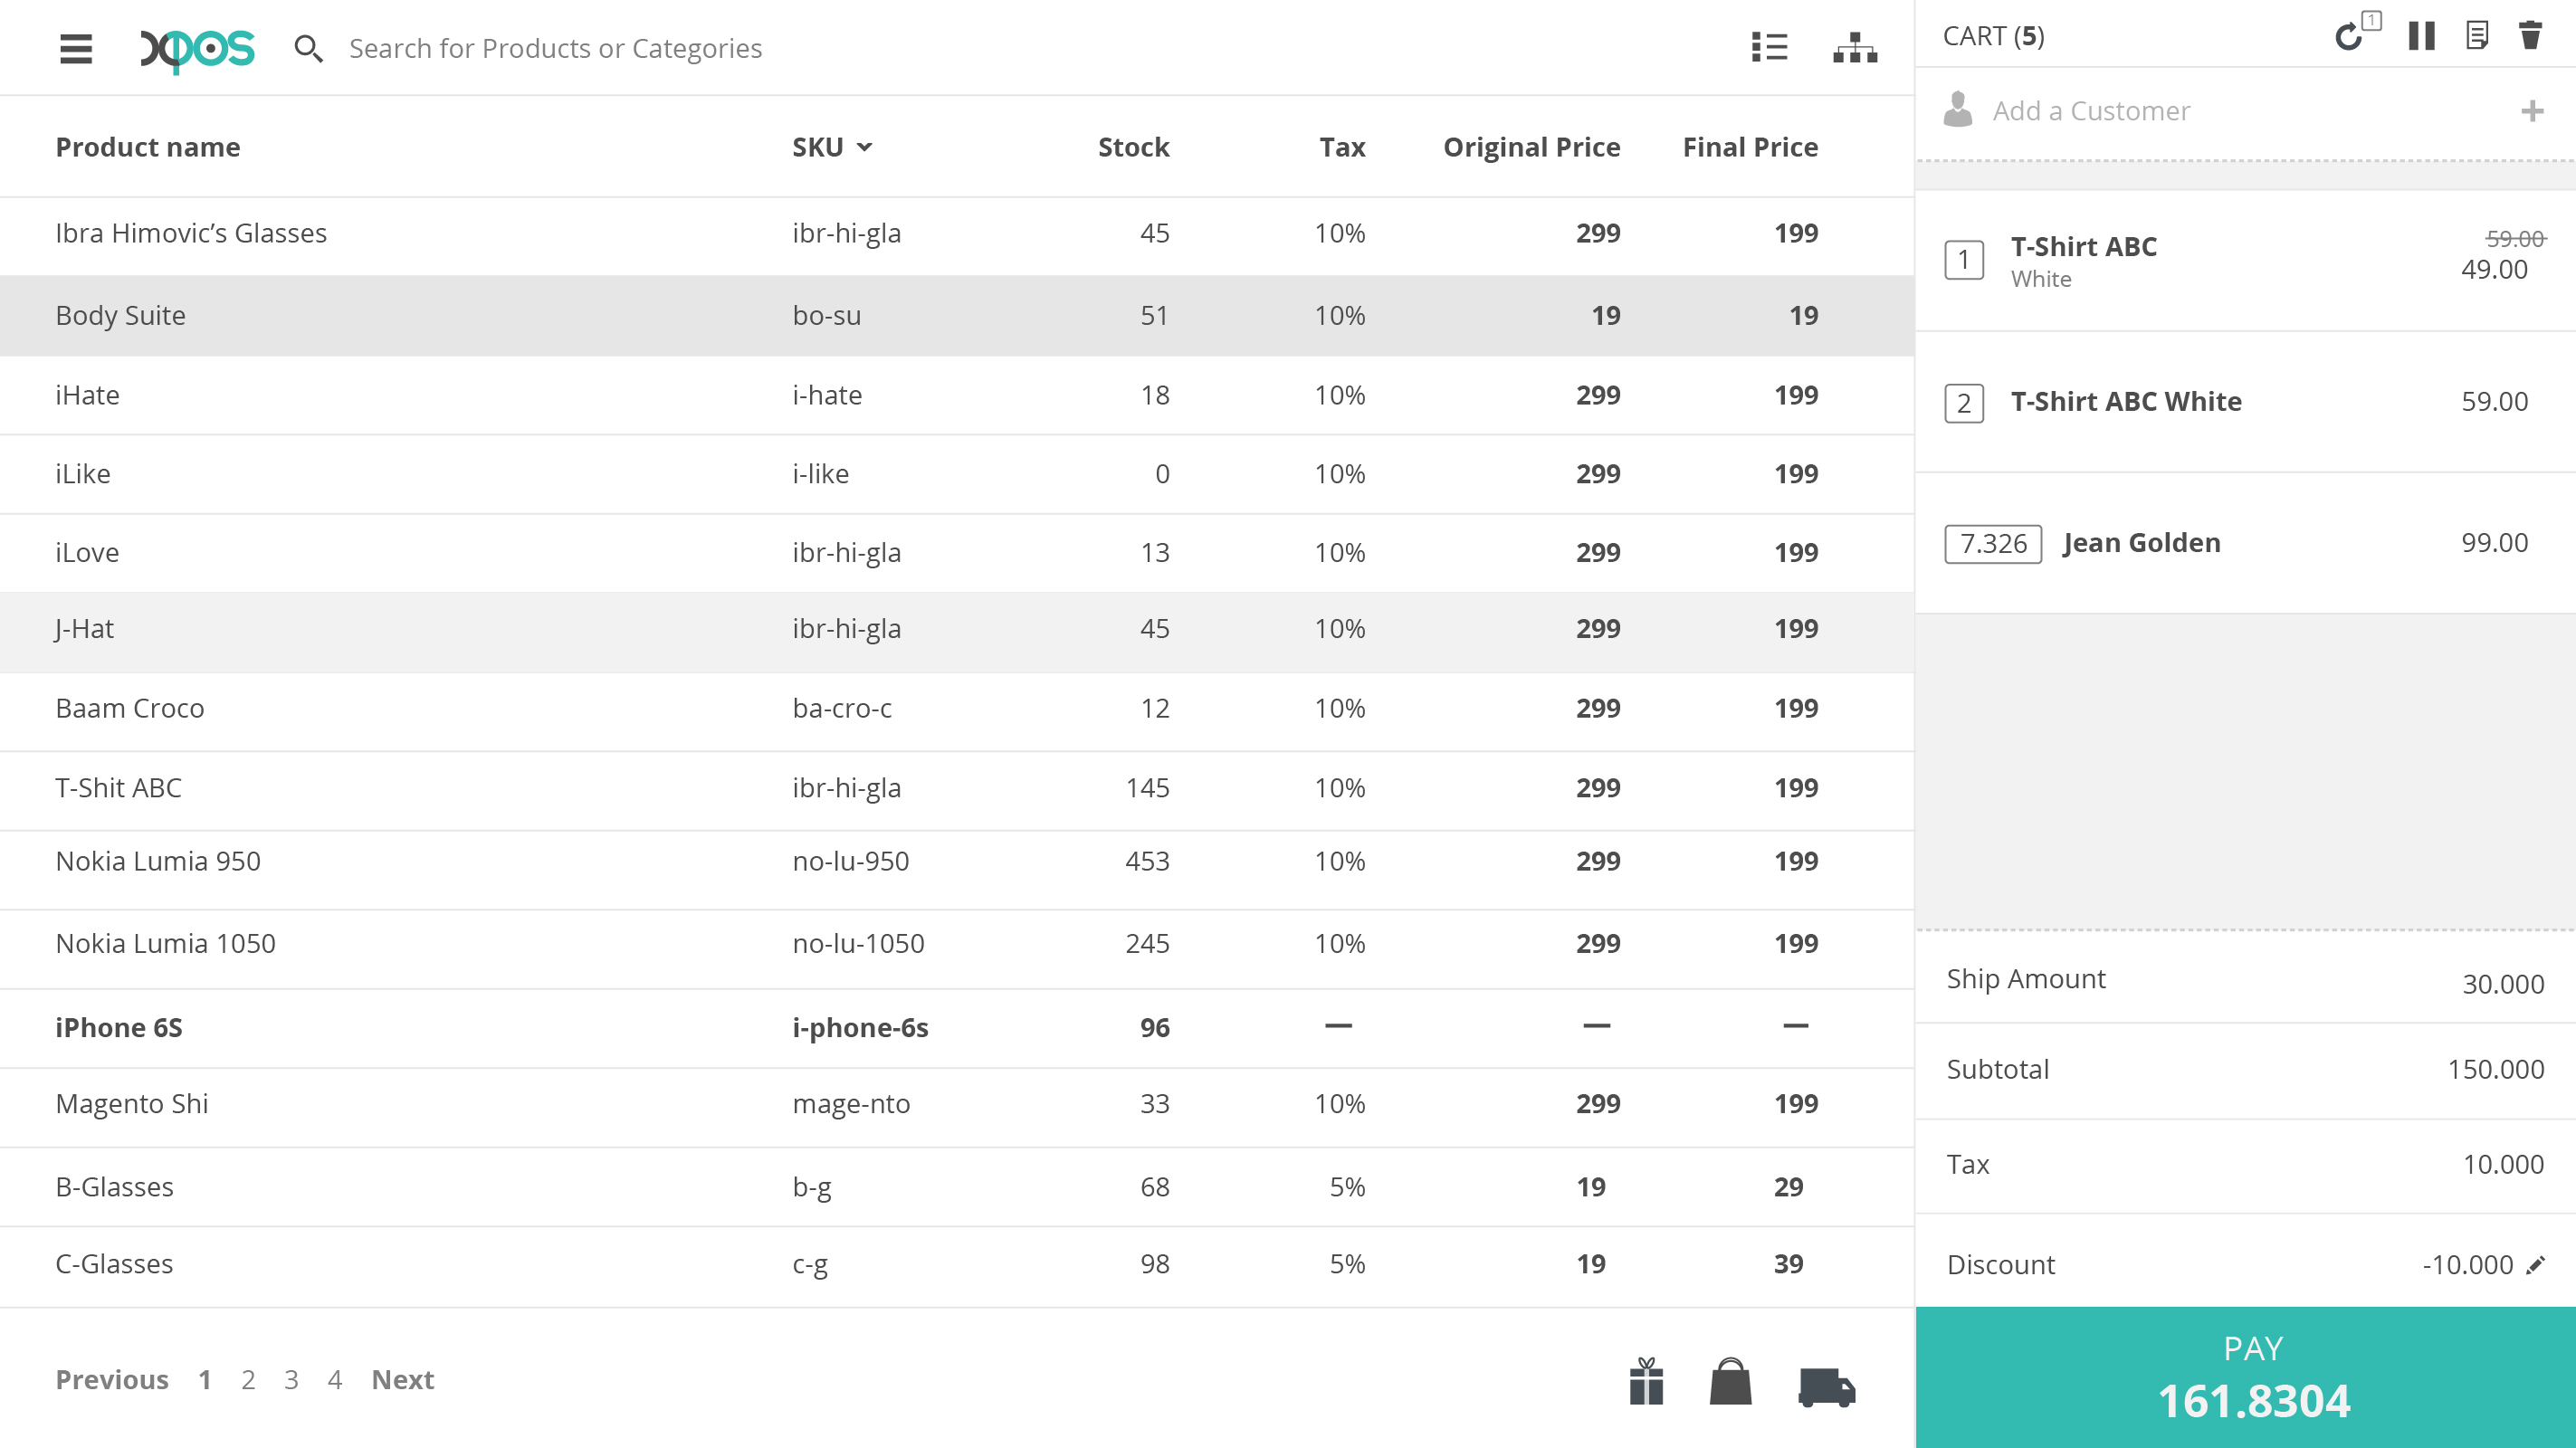 xpos Search for Products or Categories
Product name SKU Stock Tax Original Price Final Price
Ibra Himovic’s Glasses ibr-hi-gla 45 10% 299 199
Body Suite bo-su 51 10% 19 19
iHate i-hate 18 10% 299 199
iLike i-like 0 10% 299 199
iLove ibr-hi-gla 13 10% 299 199
J-Hat ibr-hi-gla 45 10% 299 199
Baam Croco ba-cro-c 12 10% 299 199
T-Shit ABC ibr-hi-gla 145 10% 299 199
Nokia Lumia 950 no-lu-950 453 10% 299 199
Nokia Lumia 1050 no-lu-1050 245 10% 299 199
iPhone 6S i-phone-6s 96 — — —
Magento Shi mage-nto 33 10% 299 199
B-Glasses b-g 68 5% 19 29
C-Glasses c-g 98 5% 19 39
Previous 1 2 3 4 Next
CART (5) 1
Add a Customer
59.00
1 T-Shirt ABC 49.00
White
2 T-Shirt ABC White 59.00
7.326 Jean Golden 99.00
Ship Amount 30.000
Subtotal 150.000
Tax 10.000
Discount -10.000
PAY
161.8304